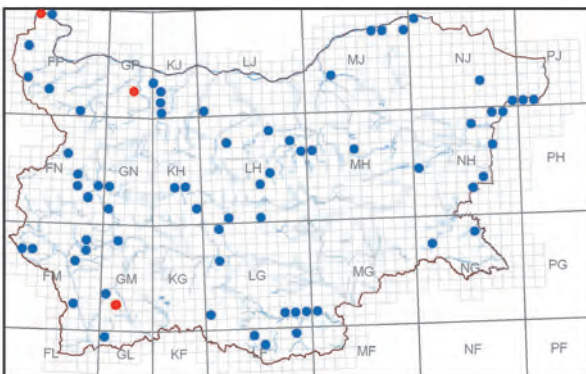 FP GP KJ LJ MJ NJ PJ
FN GN KH LH MH NH PH
FM GM KG LG MG NG PG
FL GL KF MF NF PF